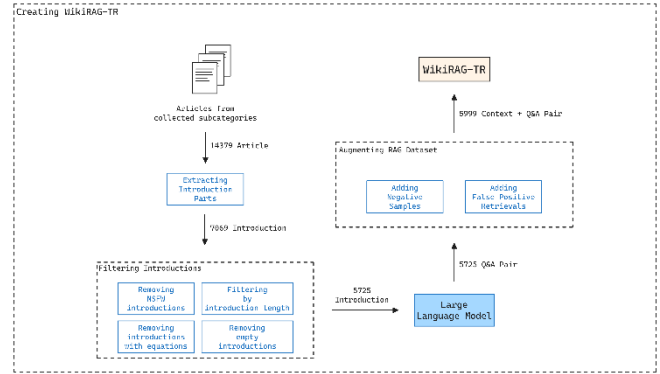 Creating WikiRAG-TR
Articles from
collected subcategories
14379 Article
Extracting
Introduction
Parts
7069 Introduction
Filtering Introductions
Removing
NSFW
introductions
Filtering
by
introduction length
Removing
introductions
with equations
Removing
empty
introductions
5725
Introduction
Large
Language Model
5725 Q&A Pair
Augmenting RAG Dataset
Adding
Negative
Samples
Adding
False Positive
Retrievals
5999 Context + Q&A Pair
WikiRAG-TR